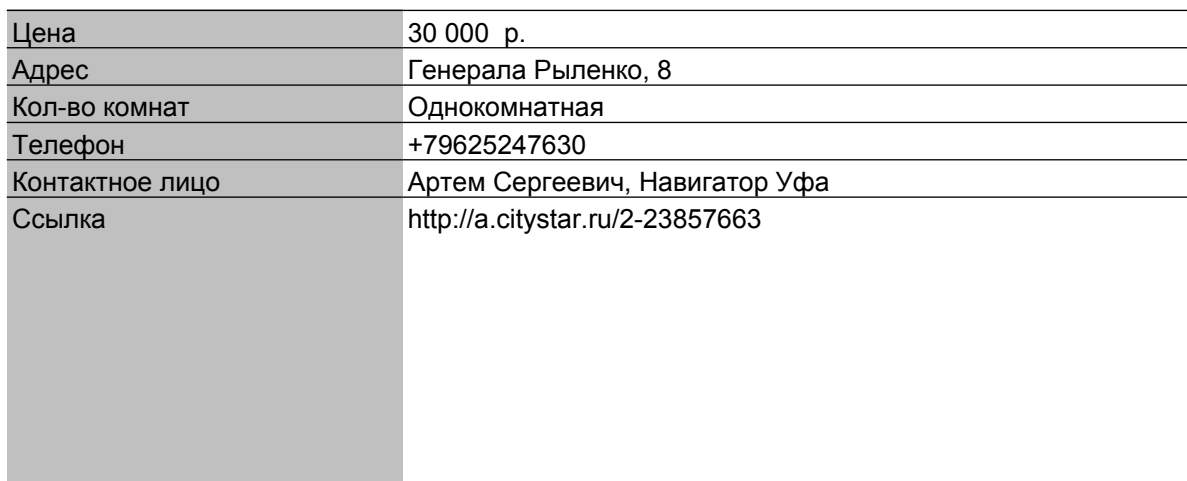 Цена 30 000 р.
Адрес Генерала Рыленко, 8
Кол-во комнат Однокомнатная
Телефон +79625247630
Контактное лицо Артем Сергеевич, Навигатор Уфа
Ссылка http://a.citystar.ru/2-23857663